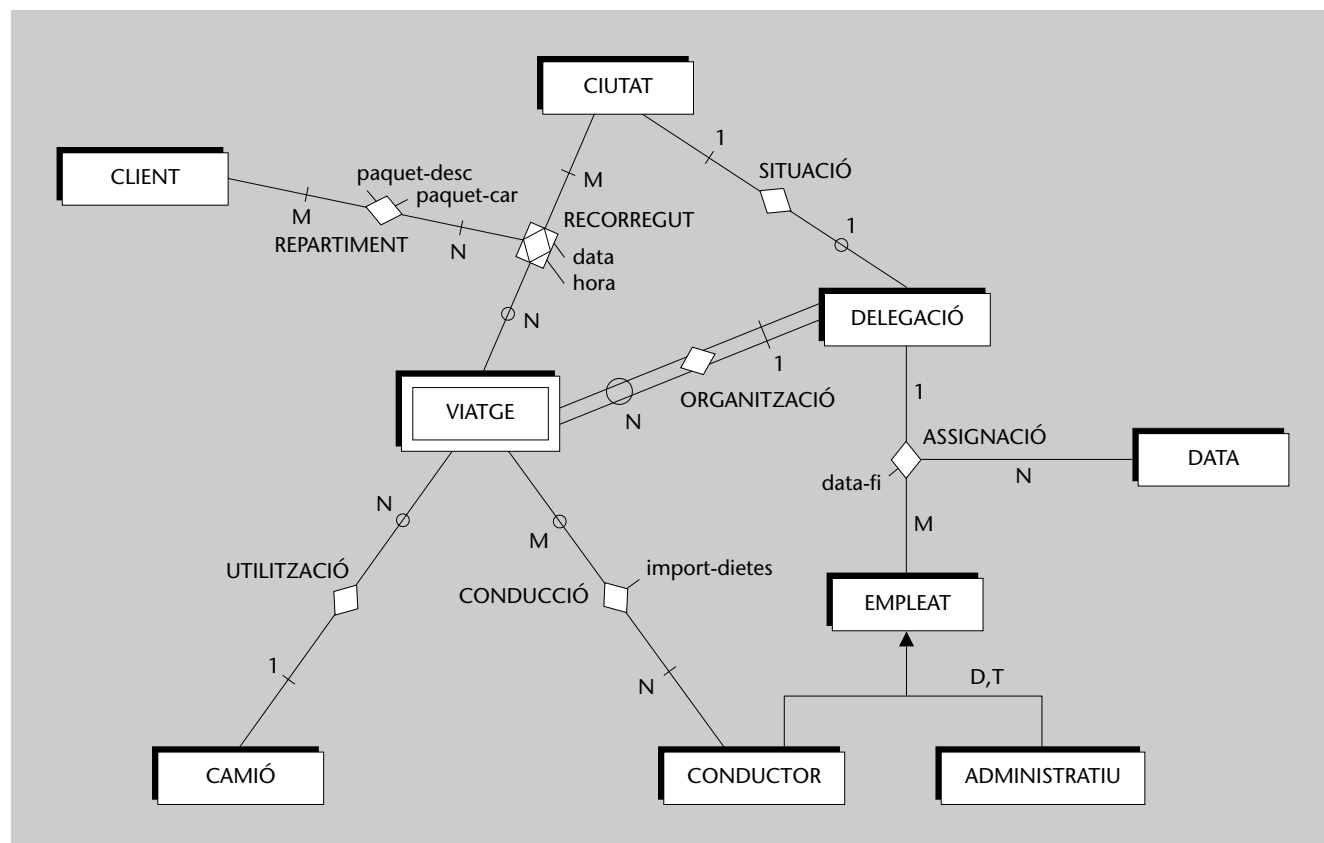 CIUTAT
1
CLIENT
paquet-desc
SITUACIÓ
M
paquet-car
M
RECORREGUT
1
REPARTIMENT
N
data
hora
N
DELEGACIÓ
1
ORGANITZACIÓ
N
VIATGE
1
ASSIGNACIÓ
DATA
N
data-fi
N
M
M
UTILITZACIÓ
import-dietes
CONDUCCIÓ
EMPLEAT
1
N
D,T
CAMIÓ
CONDUCTOR
ADMINISTRATIU